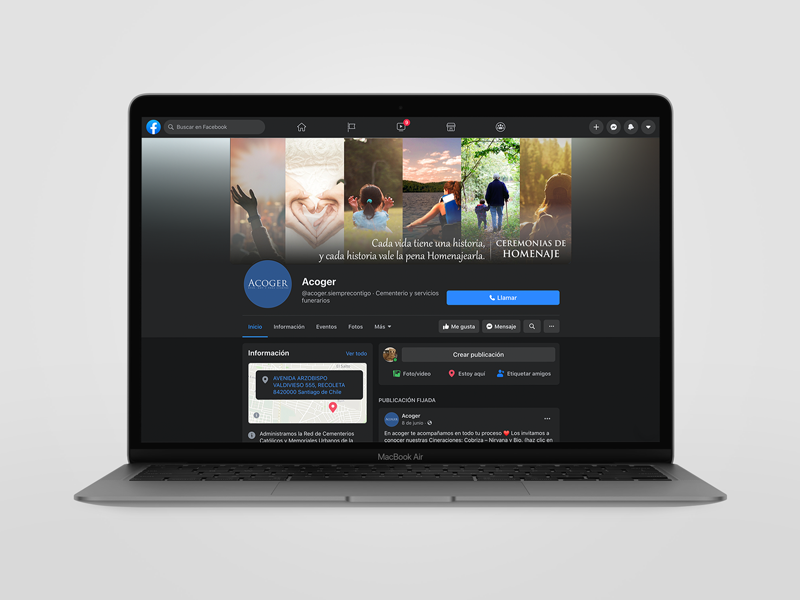 Buscar en Facebook
9
Cada vida tiene una historia,
y cada historia vale la pena Homenajearla.
CEREMONIAS DE
HOMENAJE
ACOGER
Acoger
@acoger.siemprecontigo · Cementerio y servicios
funerarios
Llamar
Inicio
Información
Eventos
Fotos
Más
Me gusta
Mensaje
Información
Ver todo
AVENIDA ARZOBISPO
VALDIVIESO 555, RECOLETA
8420000 Santiago de Chile
Administramos la Red de Cementerios
Católicos y Memoriales Urbanos de la
Crear publicación
Foto/video
Estoy aquí
Etiquetar amigos
PUBLICACIÓN FIJADA
Acoger
8 de junio
En acoger te acompañamos en todo tu proceso ❤ Los invitamos a
conocer nuestras Cineraciones: Cobriza – Nirvana y Bio. ¡haz clic en
MacBook Air